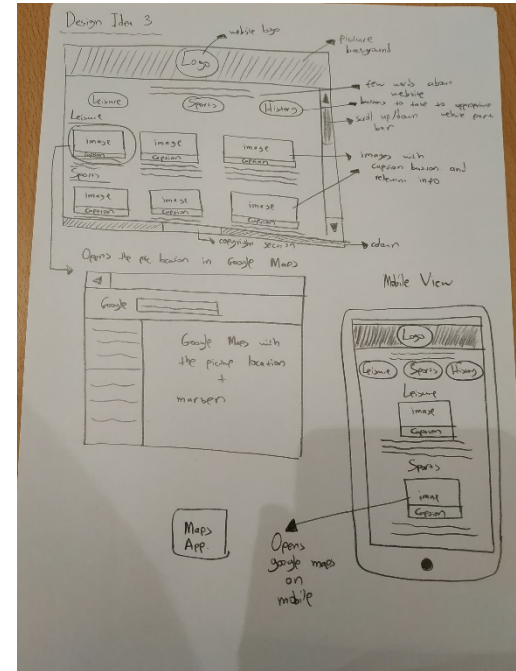 Design Idea 3
website logo
picture
background
Logo
few words about
website
Leisure
Sports
History
buttons to take to appropriate
website part
scroll up/down
bar
Leisure
image
Caption
image
Caption
image
Caption
images with
caption button and
relevant info
Sports
image
Caption
image
Caption
image
Caption
copyright section
colour
Opens the pic location in Google Maps
Google
Google Maps with
the picture location
+
markers
Mobile View
Logo
Leisure
Sports
History
Leisure
image
Caption
Sports
image
Caption
Maps
App.
Opens
google maps
on
mobile